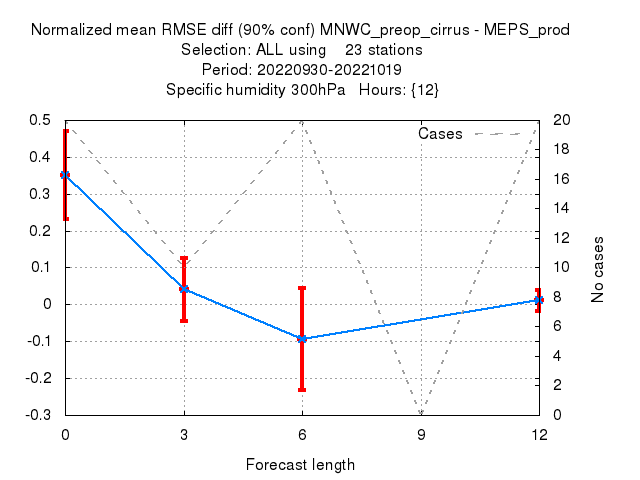 Normalized mean RMSE diff (90% conf) MNWC_preop_cirrus - MEPS_prod
Selection: ALL using 23 stations
Period: 20220930-20221019
Specific humidity 300hPa Hours: {12}
Cases
0.5
0.4
0.3
0.2
0.1
0
-0.1
-0.2
-0.3
20
18
16
14
12
10
8
6
4
2
0
No cases
0 3 6 9 12
Forecast length